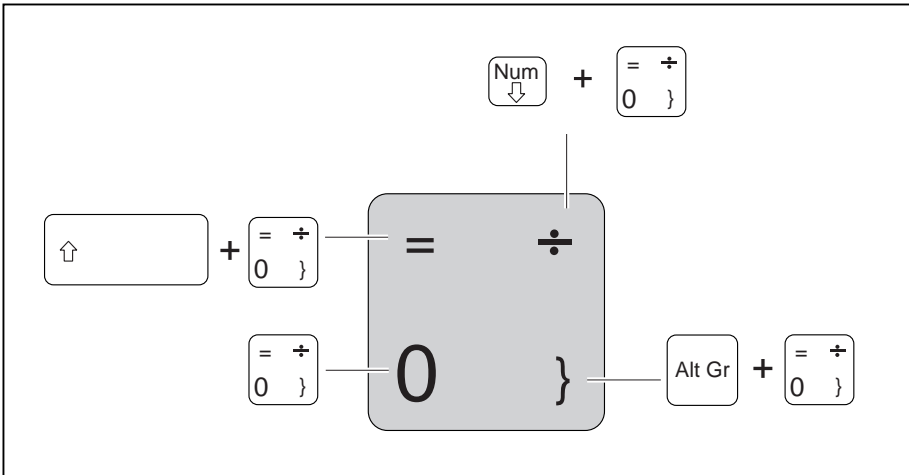 Num
⇩ + = ÷
0 }
⇧ + = ÷
0 }
= ÷
0 }
= ÷
0 }
Alt Gr + = ÷
0 }